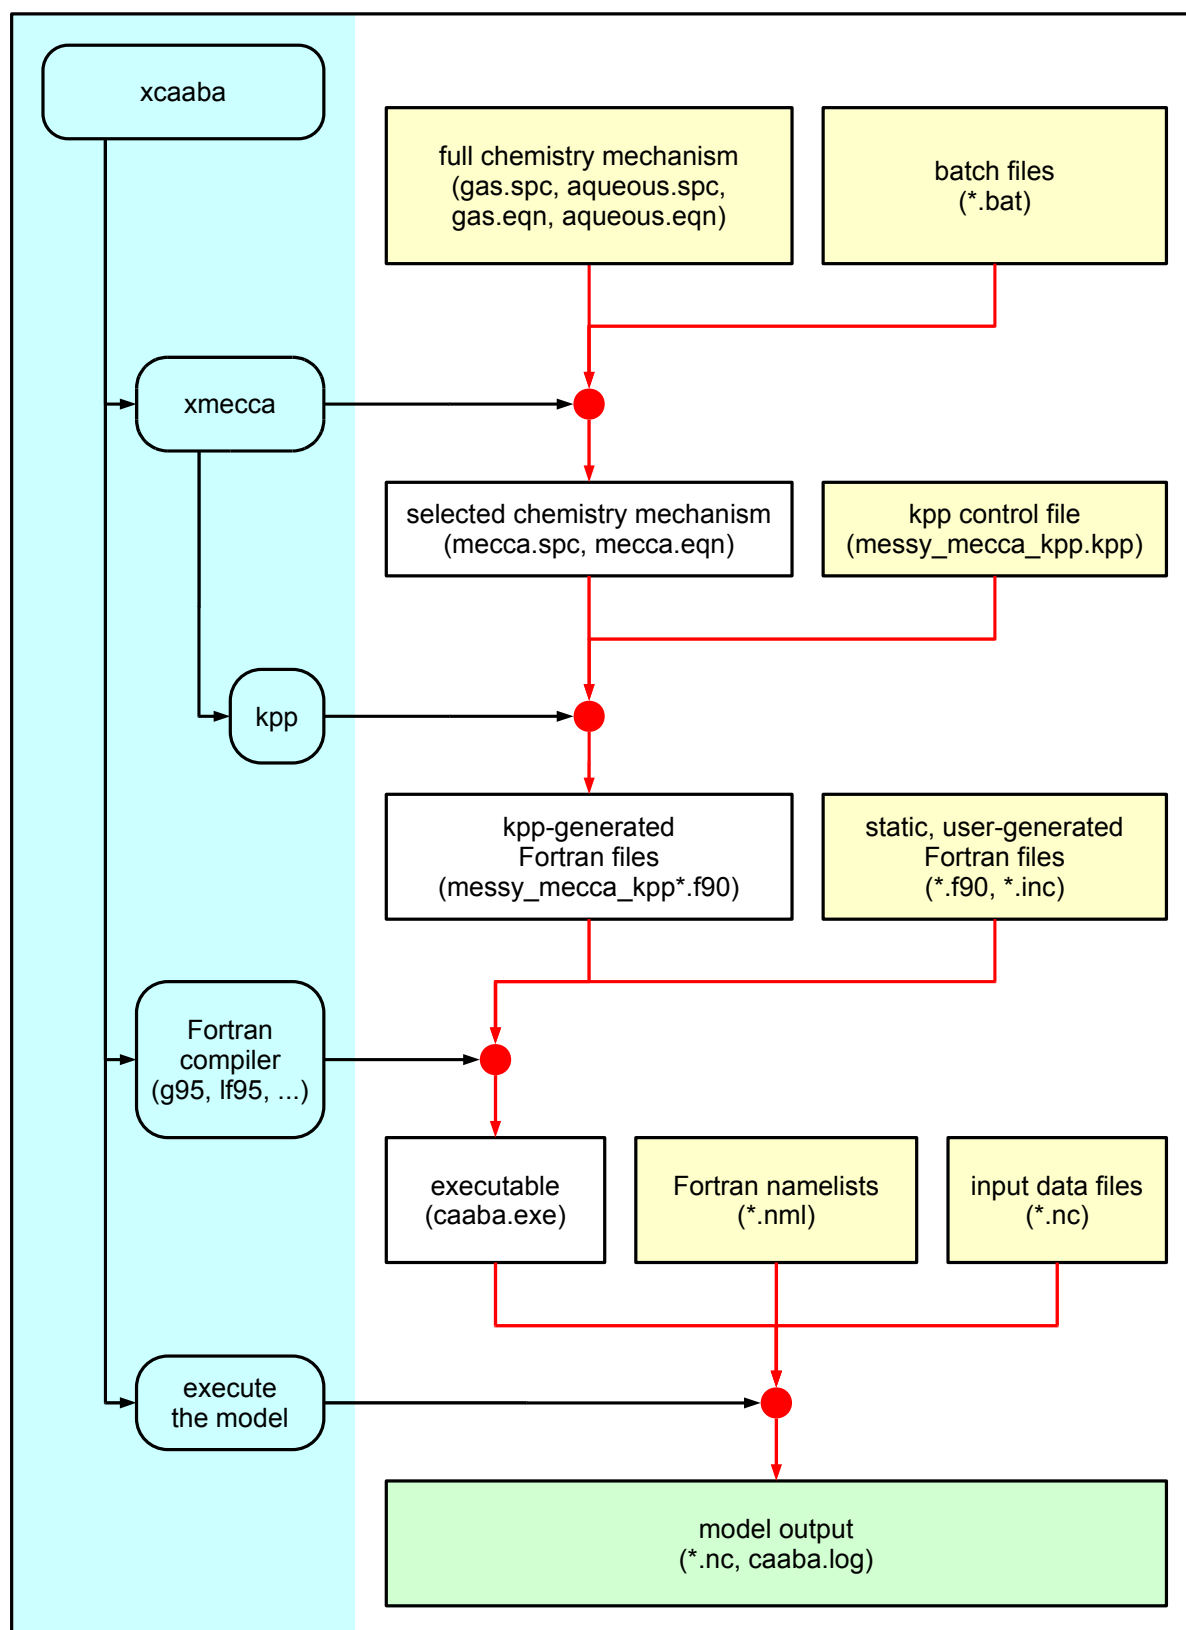 xcaaba
full chemistry mechanism
(gas.spc, aqueous.spc,
gas.eqn, aqueous.eqn)
batch files
(*.bat)
xmecca
selected chemistry mechanism
(mecca.spc, mecca.eqn)
kpp control file
(messy_mecca_kpp.kpp)
kpp
kpp-generated
Fortran files
(messy_mecca_kpp*.f90)
static, user-generated
Fortran files
(*.f90, *.inc)
Fortran
compiler
(g95, lf95, ...)
executable
(caaba.exe)
Fortran namelists
(*.nml)
input data files
(*.nc)
execute
the model
model output
(*.nc, caaba.log)